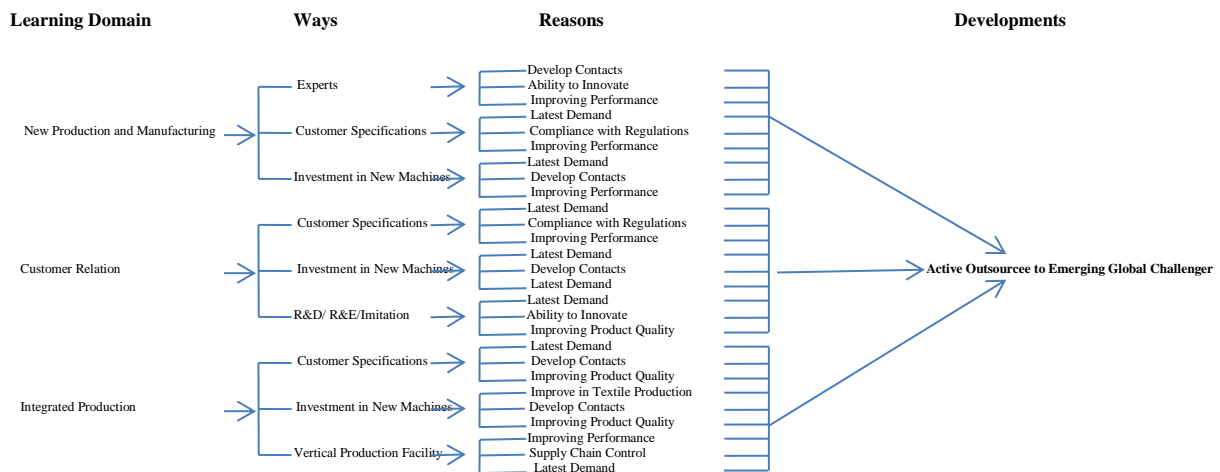 Learning Domain Ways Reasons Developments
Develop Contacts
Experts Ability to Innovate
Improving Performance
Latest Demand
New Production and Manufacturing Customer Specifications Compliance with Regulations
Improving Performance
Latest Demand
Investment in New Machines Develop Contacts
Improving Performance
Latest Demand
Customer Specifications Compliance with Regulations
Improving Performance
Latest Demand
Customer Relation Investment in New Machines Develop Contacts Active Outsourcee to Emerging Global Challenger
Latest Demand
Latest Demand
R&D/ R&E/Imitation Ability to Innovate
Improving Product Quality
Latest Demand
Customer Specifications Develop Contacts
Improving Product Quality
Improve in Textile Production
Integrated Production Investment in New Machines Develop Contacts
Improving Product Quality
Improving Performance
Vertical Production Facility Supply Chain Control
Latest Demand